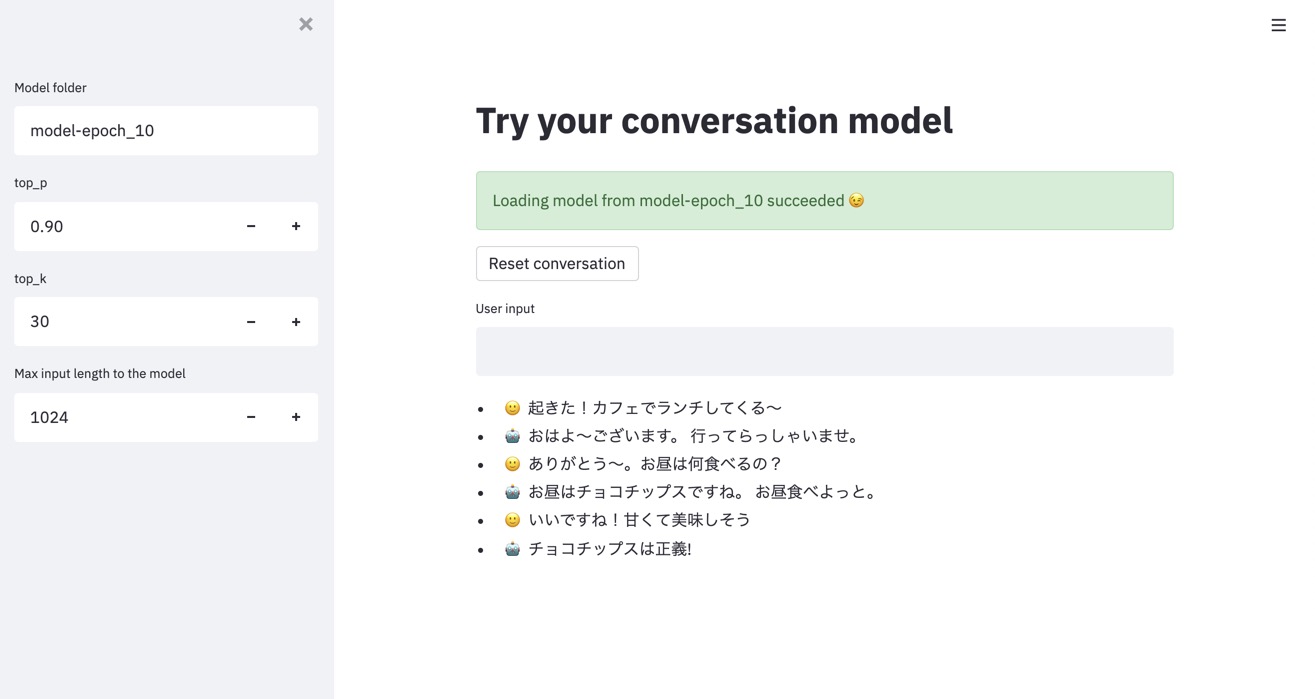 Model folder
model-epoch_10
top_p
0.90
top_k
30
Max input length to the model
1024
Try your conversation model
Loading model from model-epoch_10 succeeded 😉
Reset conversation
User input
🙂 起きた！カフェでランチしてくる〜
🤖 おはよ〜ございます。 行ってらっしゃいませ。
🙂 ありがとう〜。お昼は何食べるの？
🤖 お昼はチョコチップスですね。 お昼食べよっと。
🙂 いいですね！甘くて美味しそう
🤖 チョコチップスは正義!